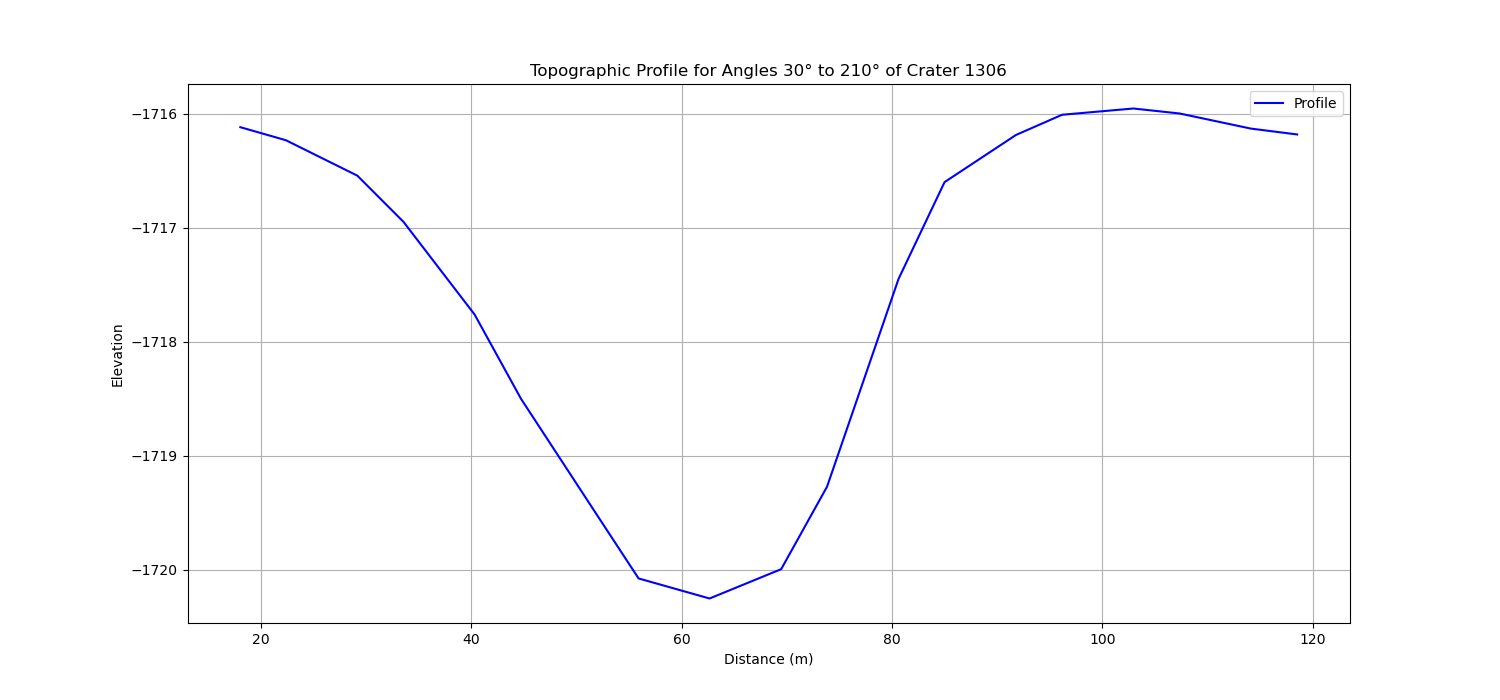 Topographic Profile for Angles 30° to 210° of Crater 1306
Profile
Elevation
−1716
−1717
−1718
−1719
−1720
20 40 60 80 100 120
Distance (m)